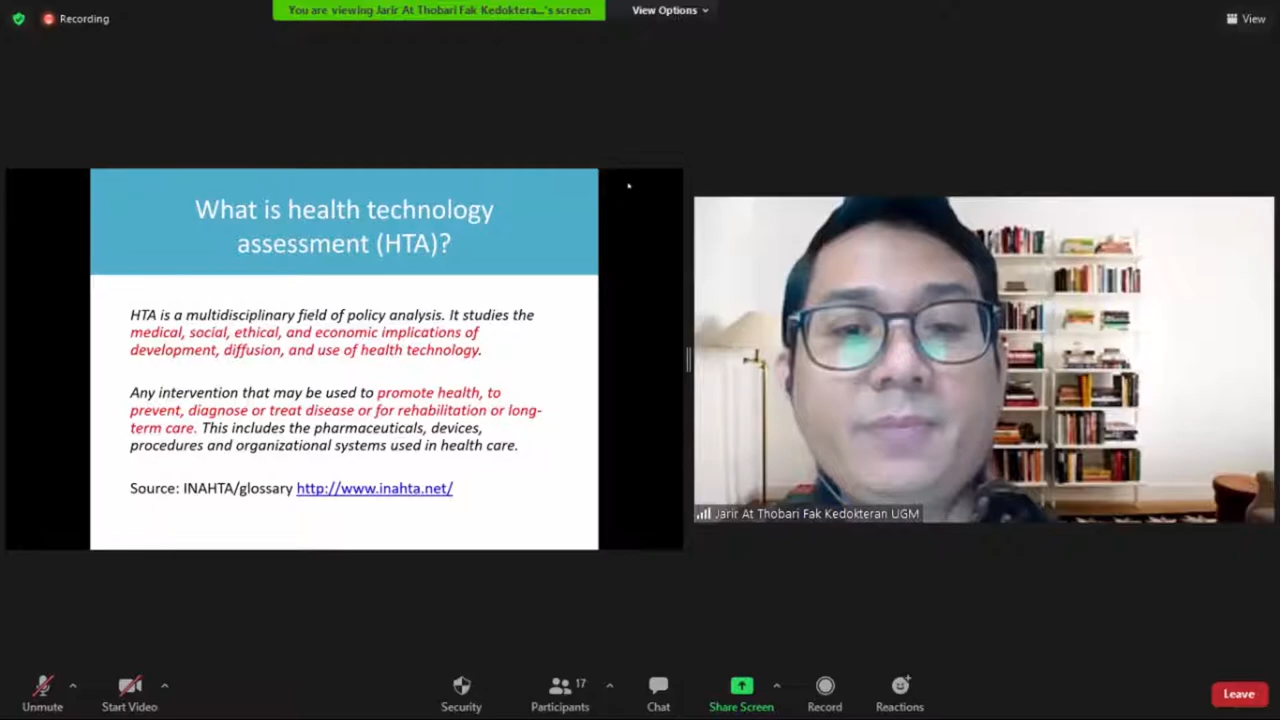 Recording
You are viewing Jarir At Thobari Fak Kedoktera...'s screen
View Options
View
What is health technology
assessment (HTA)?
HTA is a multidisciplinary field of policy analysis. It studies the
medical, social, ethical, and economic implications of
development, diffusion, and use of health technology.
Any intervention that may be used to promote health, to
prevent, diagnose or treat disease or for rehabilitation or long-
term care. This includes the pharmaceuticals, devices,
procedures and organizational systems used in health care.
Source: INAHTA/glossary http://www.inahta.net/
Jarir At Thobari Fak Kedokteran UGM
Unmute
Start Video
Security
Participants
17
Chat
Share Screen
Record
Reactions
Leave